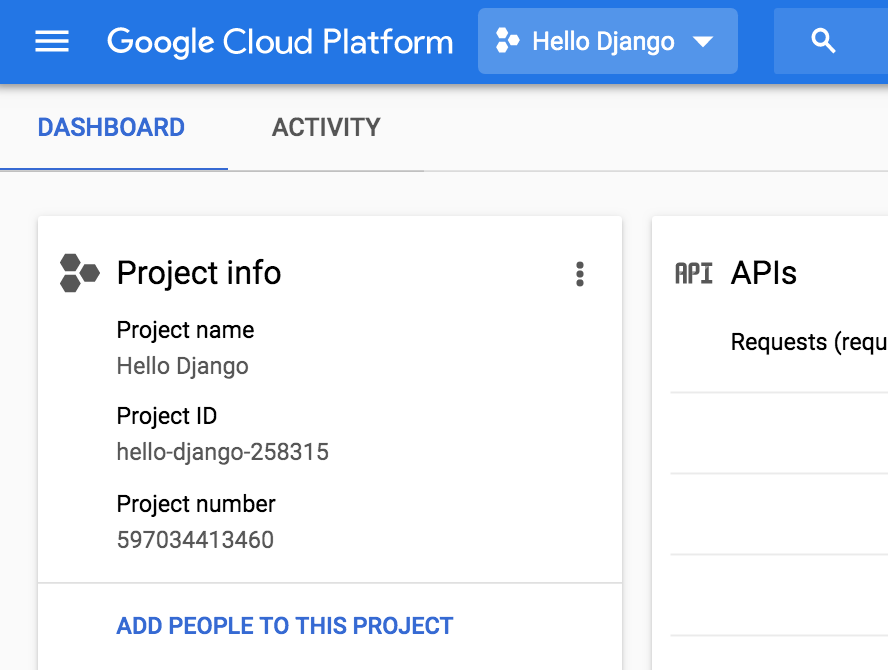 Google Cloud Platform
Hello Django
DASHBOARD
ACTIVITY
Project info
Project name
Hello Django
Project ID
hello-django-258315
Project number
597034413460
ADD PEOPLE TO THIS PROJECT
API APIs
Requests (requ